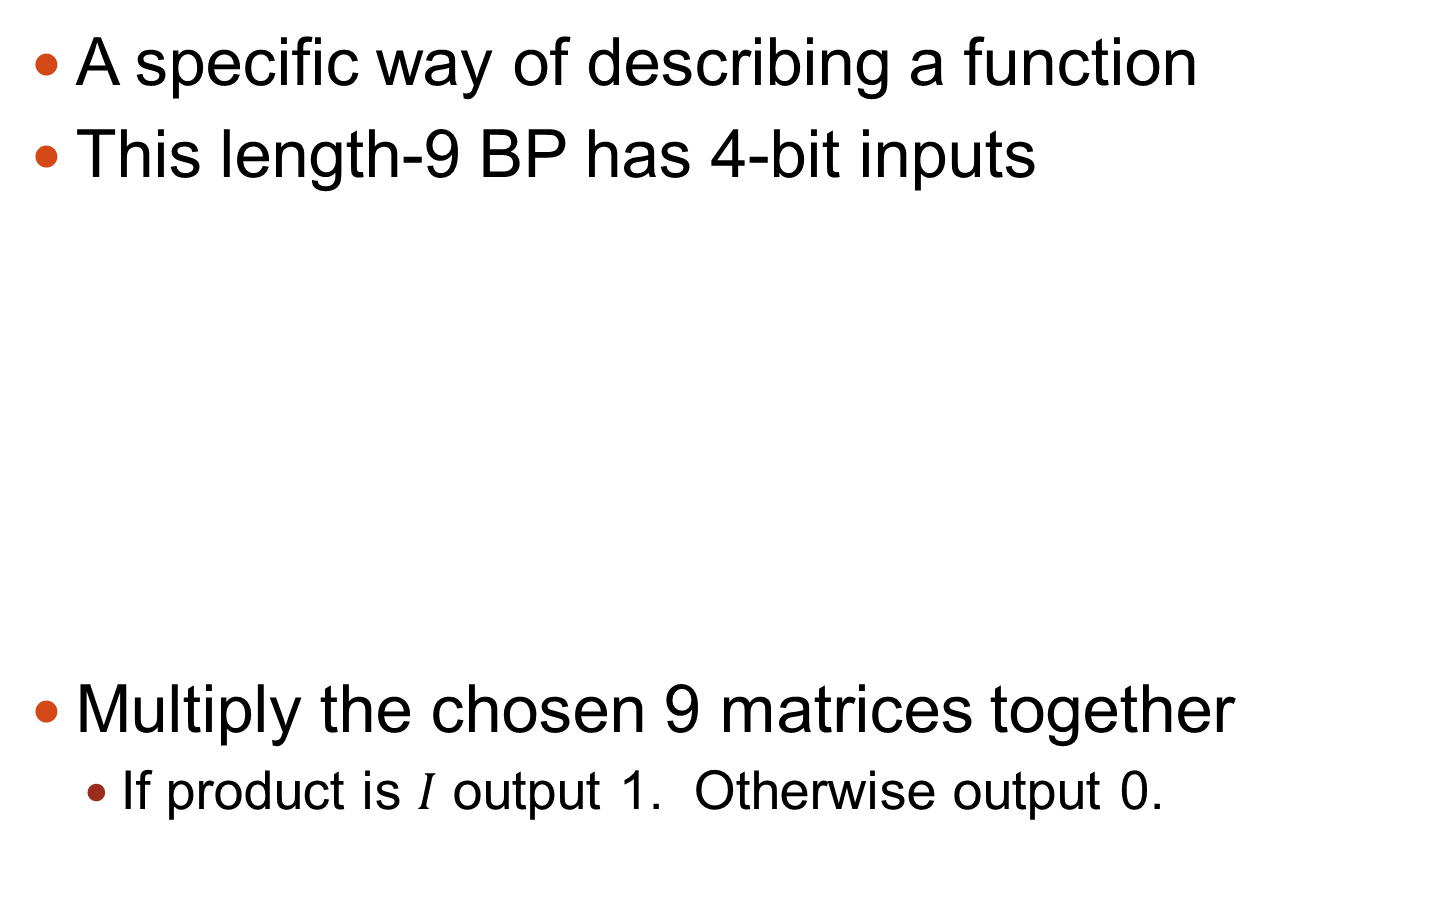 • A specific way of describing a function
• This length-9 BP has 4-bit inputs
• Multiply the chosen 9 matrices together
• If product is I output 1.  Otherwise output 0.